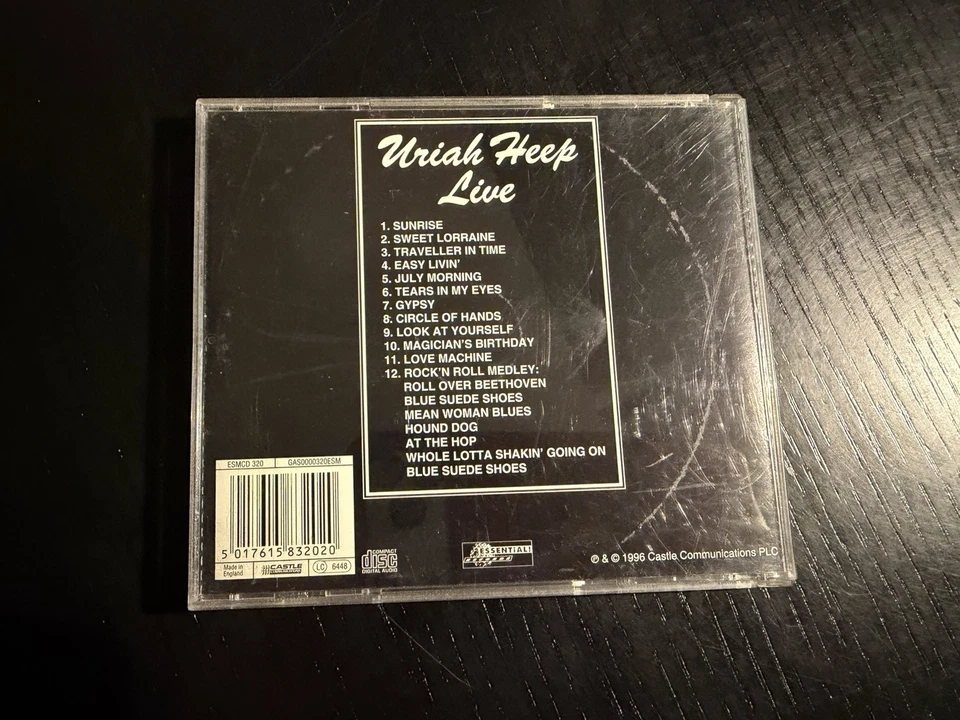 Uriah Heep
Live
1. SUNRISE
2. SWEET LORRAINE
3. TRAVELLER IN TIME
4. EASY LIVIN'
5. JULY MORNING
6. TEARS IN MY EYES
7. GYPSY
8. CIRCLE OF HANDS
9. LOOK AT YOURSELF
10. MAGICIAN'S BIRTHDAY
11. LOVE MACHINE
12. ROCK'N ROLL MEDLEY:
ROLL OVER BEETHOVEN
BLUE SUEDE SHOES
MEAN WOMAN BLUES
HOUND DOG
AT THE HOP
WHOLE LOTTA SHAKIN' GOING ON
BLUE SUEDE SHOES
ESMCD 320 GAS0000320ESM
5 017615 832020
Made in
England
CASTLE
LC 6448
COMPACT
disc
DIGITAL AUDIO
ESSENTIAL!
℗ & © 1996 Castle Communications PLC